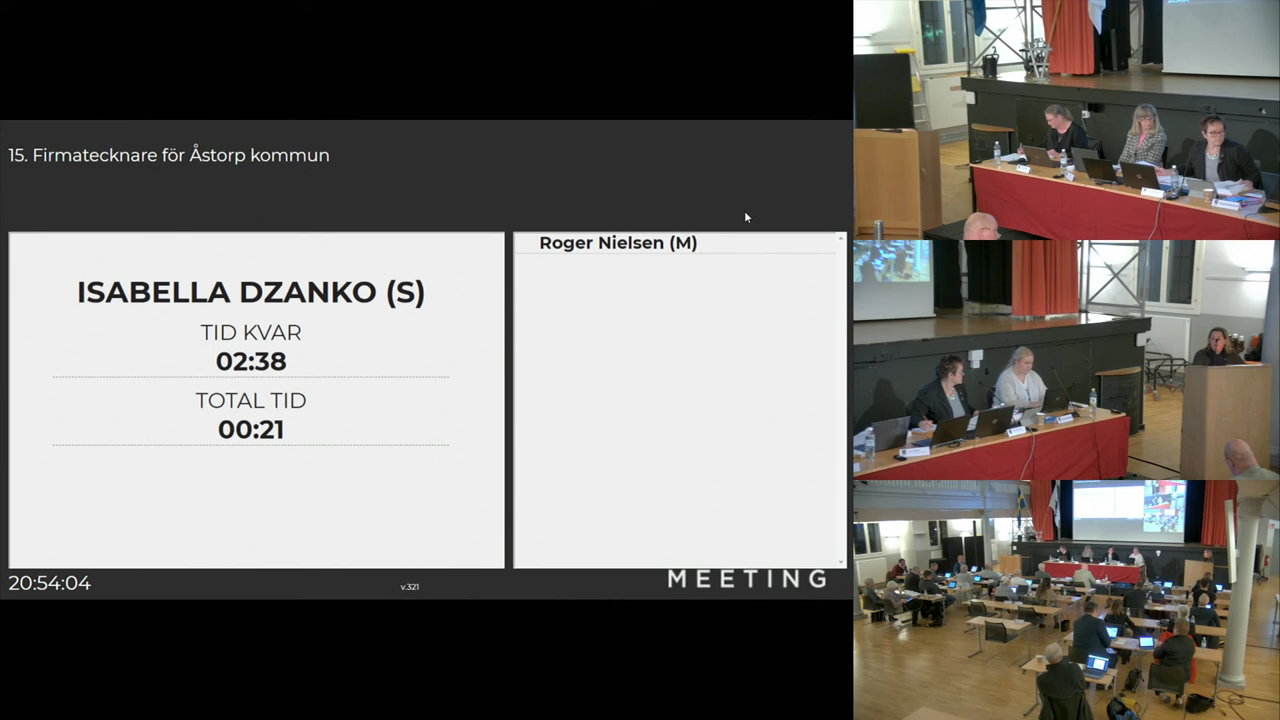 15. Firmatecknare för Åstorp kommun
ISABELLA DZANKO (S)
TID KVAR
02:38
TOTAL TID
00:21
Roger Nielsen (M)
20:54:04
v.321
MEETING